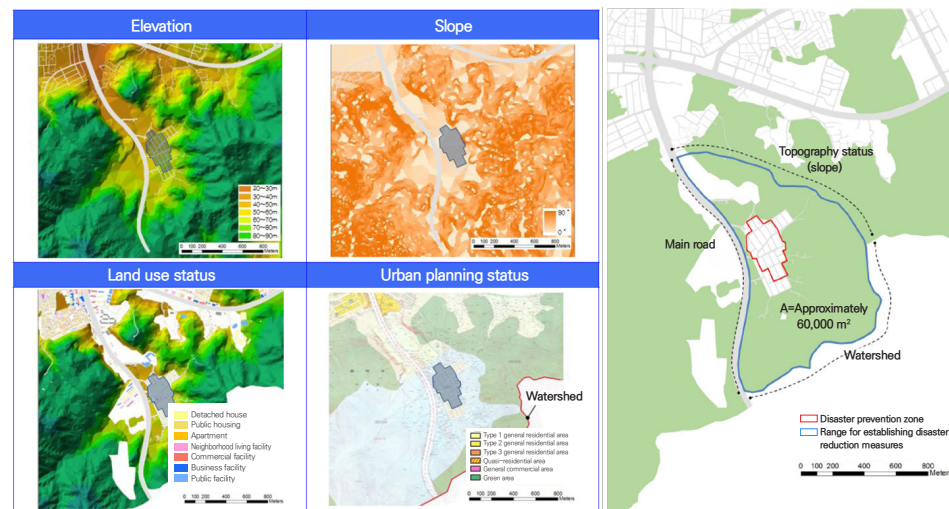 Elevation
20~30m
30~40m
40~50m
50~60m
60~70m
70~80m
80~90m
0 100 200 400 600 800
Meters
Slope
90°
0°
0 100 200 400 600 800
Meters
Land use status
Detached house
Public housing
Apartment
Neighborhood living facility
Commercial facility
Business facility
Public facility
0 100 200 400 600 800
Meters
Urban planning status
Watershed
Type 1 general residential area
Type 2 general residential area
Type 3 general residential area
Quasi-residential area
General commercial area
Green area
0 100 200 400 600 800
Meters
Topography status
(slope)
Main road
A=Approximately
60,000 m²
Watershed
Disaster prevention zone
Range for establishing disaster
reduction measures
0 100 200 400 600 800
Meters